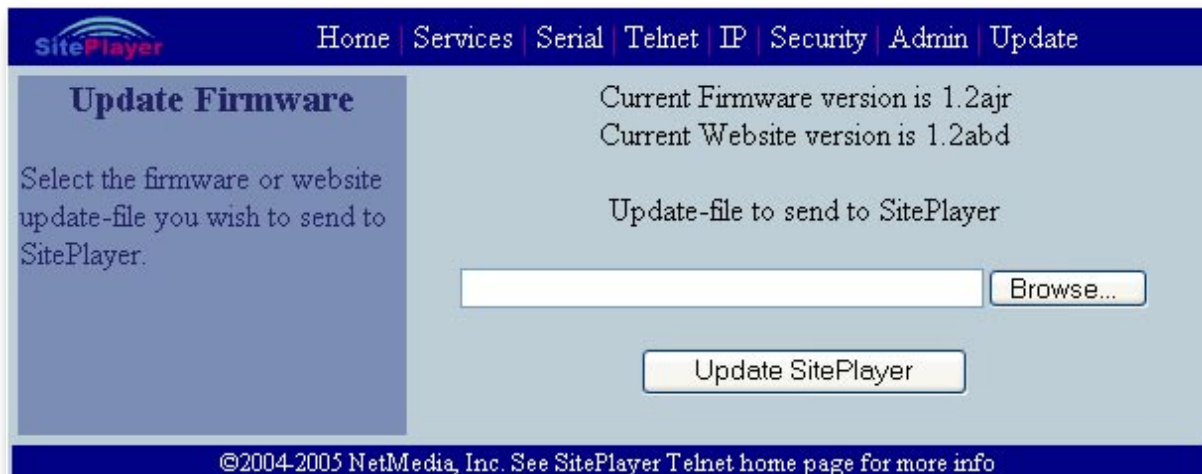 SitePlayer
Home | Services | Serial | Telnet | IP | Security | Admin | Update
Update Firmware
Select the firmware or website
update-file you wish to send to
SitePlayer.
Current Firmware version is 1.2ajr
Current Website version is 1.2abd
Update-file to send to SitePlayer
Browse...
Update SitePlayer
©2004-2005 NetMedia, Inc. See SitePlayer Telnet home page for more info